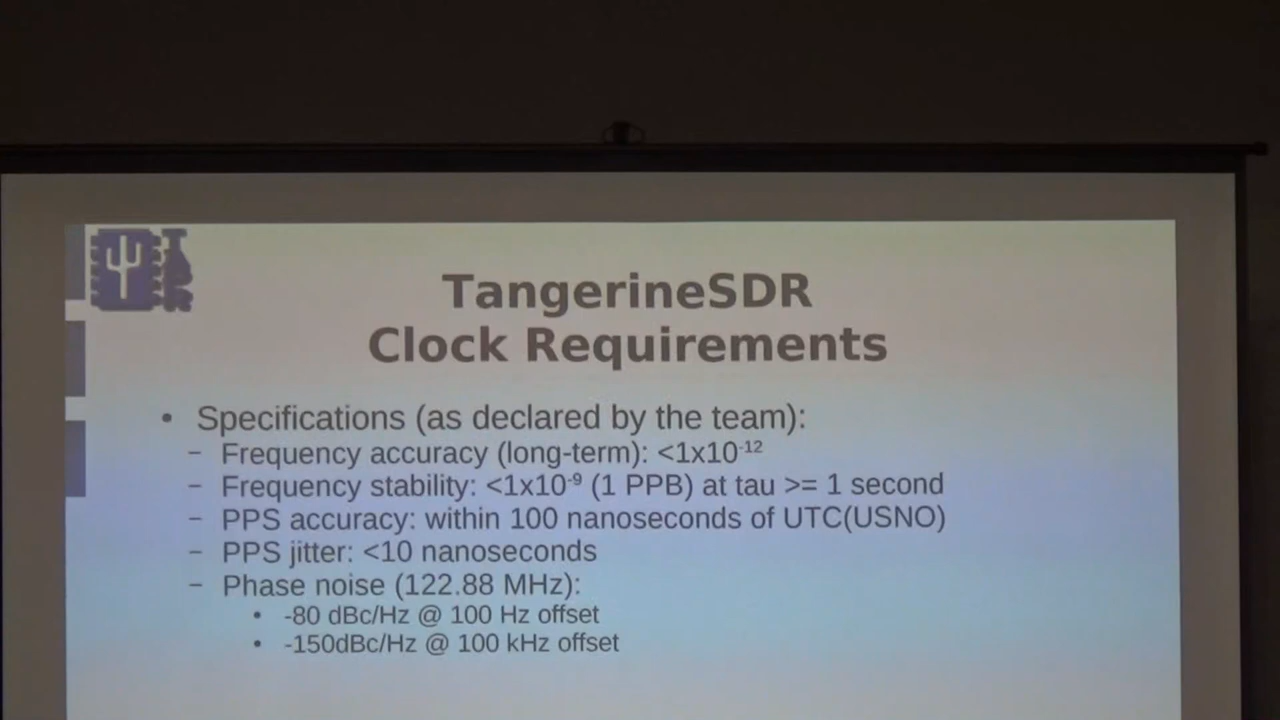 TAPR
TangerineSDR
Clock Requirements
• Specifications (as declared by the team):
– Frequency accuracy (long-term): <1x10⁻¹²
– Frequency stability: <1x10⁻⁹ (1 PPB) at tau >= 1 second
– PPS accuracy: within 100 nanoseconds of UTC(USNO)
– PPS jitter: <10 nanoseconds
– Phase noise (122.88 MHz):
• -80 dBc/Hz @ 100 Hz offset
• -150dBc/Hz @ 100 kHz offset